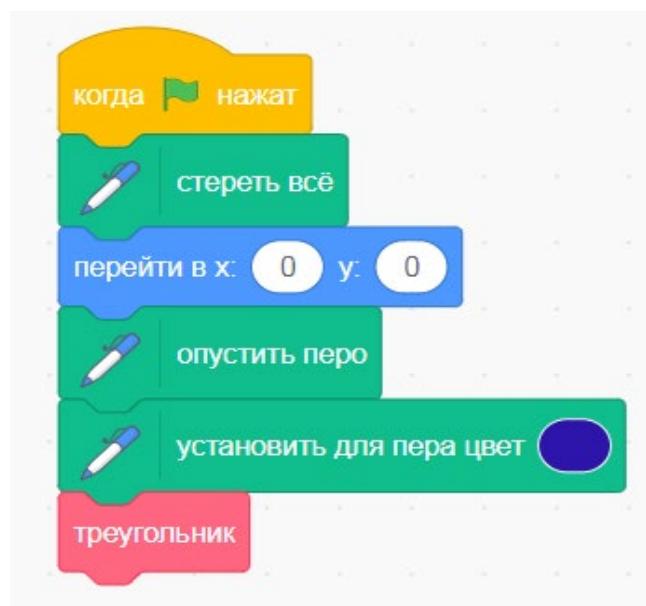 когда нажат
стереть всё
перейти в x: 0 y: 0
опустить перо
установить для пера цвет
треугольник